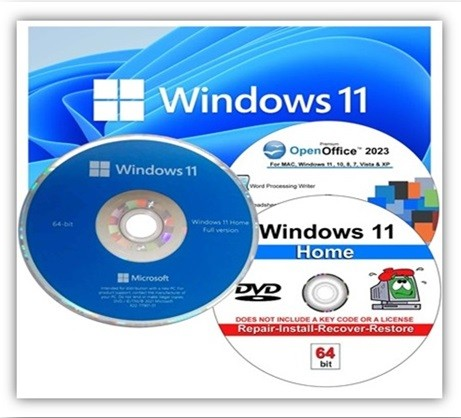 Windows 11
Premium
OpenOffice™ 2023
For MAC, Windows 11, 10, 8, 7, Vista & XP
Word Processing Writer
Windows 11
64-bit
Windows 11 Home
Full version
Microsoft
Windows 11
Home
DVD
DOES NOT INCLUDE A KEY CODE OR A LICENSE
Repair-Install-Recover-Restore
64
bit